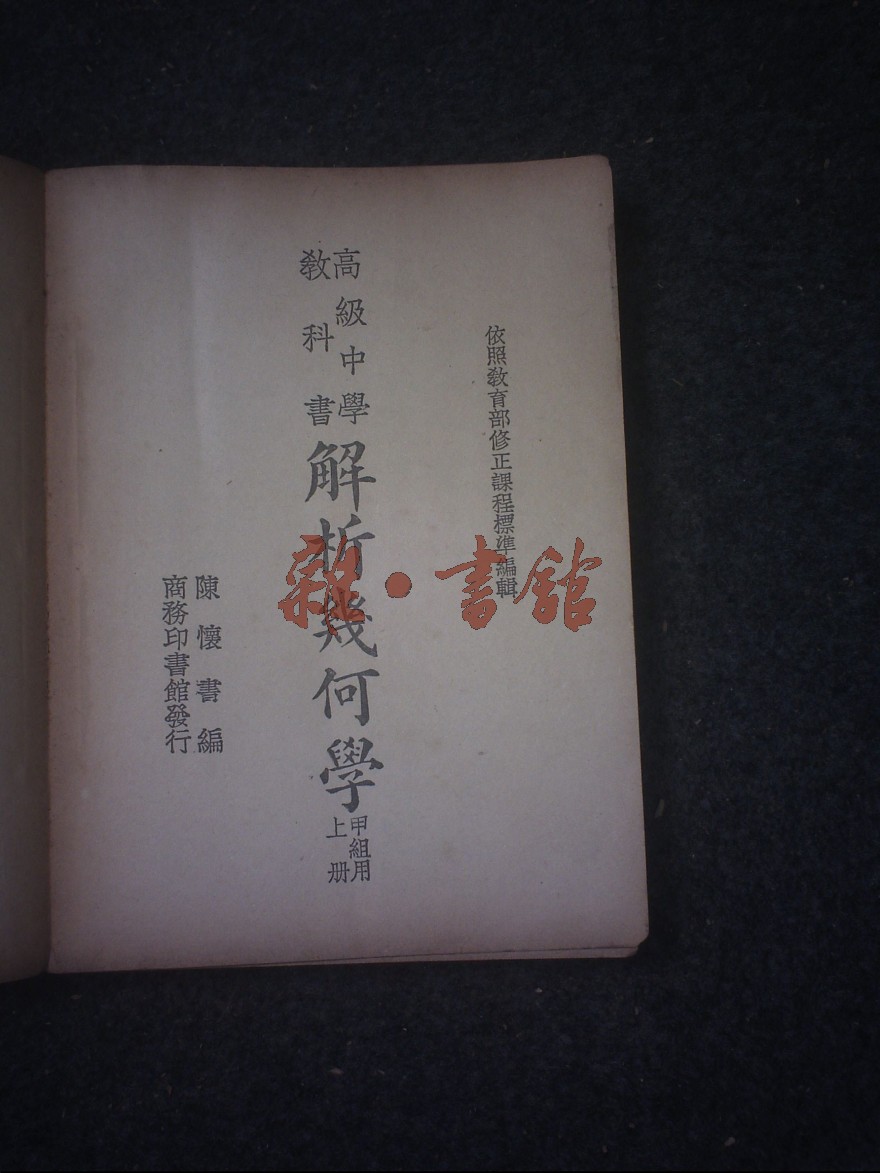 依照教育部修正課程標準編輯
高級中學
教科書
解析幾何學
甲組用
上册
陳懷書編
商務印書館發行
雜·書館